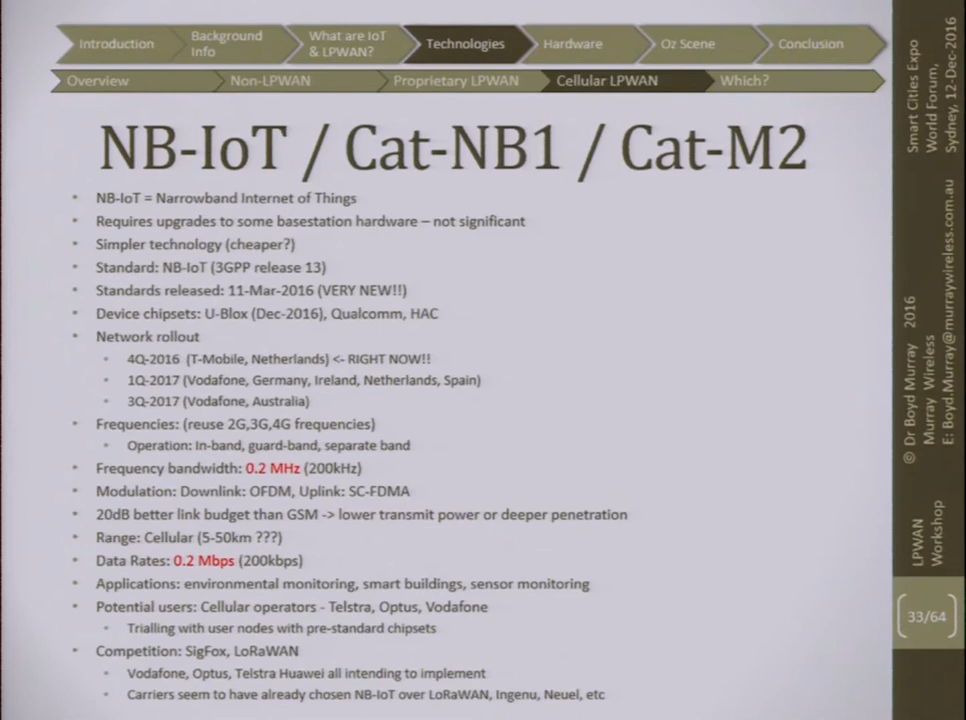 Introduction
Background Info
What are IoT & LPWAN?
Technologies
Hardware
Oz Scene
Conclusion
Overview
Non-LPWAN
Proprietary LPWAN
Cellular LPWAN
Which?
NB-IoT / Cat-NB1 / Cat-M2
• NB-IoT = Narrowband Internet of Things
• Requires upgrades to some basestation hardware – not significant
• Simpler technology (cheaper?)
• Standard: NB-IoT (3GPP release 13)
• Standards released: 11-Mar-2016 (VERY NEW!!)
• Device chipsets: U-Blox (Dec-2016), Qualcomm, HAC
• Network rollout
• 4Q-2016 (T-Mobile, Netherlands) <- RIGHT NOW!!
• 1Q-2017 (Vodafone, Germany, Ireland, Netherlands, Spain)
• 3Q-2017 (Vodafone, Australia)
• Frequencies: (reuse 2G,3G,4G frequencies)
• Operation: In-band, guard-band, separate band
• Frequency bandwidth: 0.2 MHz (200kHz)
• Modulation: Downlink: OFDM, Uplink: SC-FDMA
• 20dB better link budget than GSM -> lower transmit power or deeper penetration
• Range: Cellular (5-50km ???)
• Data Rates: 0.2 Mbps (200kbps)
• Applications: environmental monitoring, smart buildings, sensor monitoring
• Potential users: Cellular operators - Telstra, Optus, Vodafone
• Trialling with user nodes with pre-standard chipsets
• Competition: SigFox, LoRaWAN
• Vodafone, Optus, Telstra Huawei all intending to implement
• Carriers seem to have already chosen NB-IoT over LoRaWAN, Ingenu, Neuel, etc
Smart Cities Expo
World Forum,
Sydney, 12-Dec-2016
© Dr Boyd Murray 2016
Murray Wireless
E: Boyd.Murray@murraywireless.com.au
LPWAN
Workshop
33/64